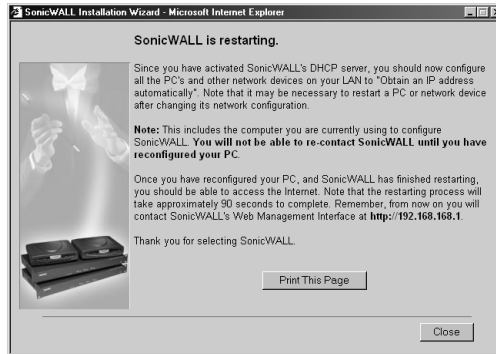 SonicWALL Installation Wizard - Microsoft Internet Explorer
SonicWALL is restarting.
Since you have activated SonicWALL's DHCP server, you should now configure
all the PC's and other network devices on your LAN to "Obtain an IP address
automatically". Note that it may be necessary to restart a PC or network device
after changing its network configuration.
Note: This includes the computer you are currently using to configure
SonicWALL. You will not be able to re-contact SonicWALL until you have
reconfigured your PC.
Once you have reconfigured your PC, and SonicWALL has finished restarting,
you should be able to access the Internet. Note that the restarting process will
take approximately 90 seconds to complete. Remember, from now on you will
contact SonicWALL's Web Management Interface at http://192.168.168.1.
Thank you for selecting SonicWALL.
Print This Page
Close